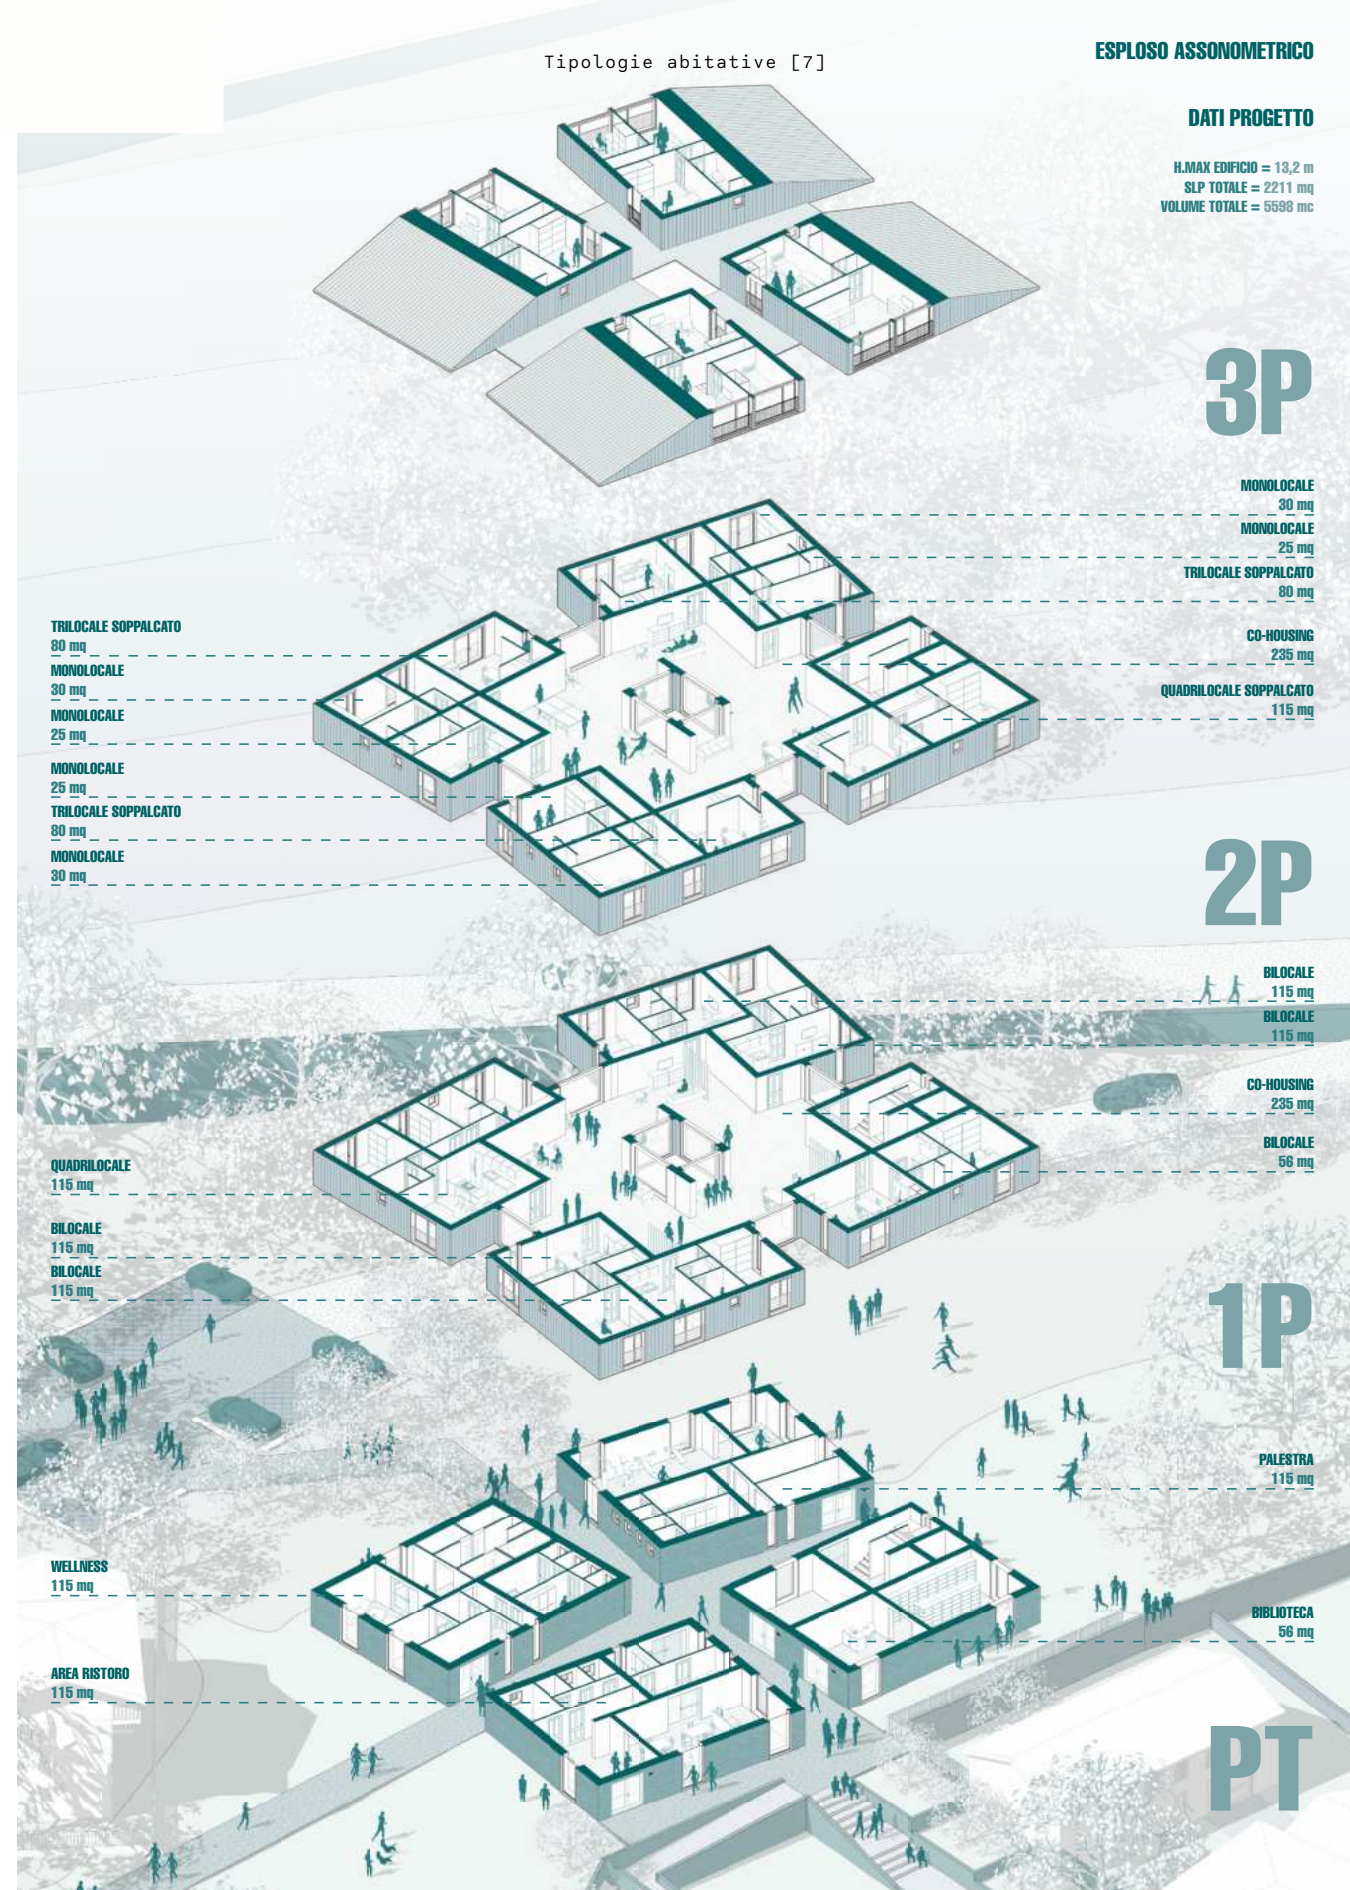 Tipologie abitative [7]
ESPLOSO ASSONOMETRICO
DATI PROGETTO
H.MAX EDIFICIO = 13,2 m
SLP TOTALE = 2211 mq
VOLUME TOTALE = 5598 mc
3P
MONOLOCALE
30 mq
MONOLOCALE
25 mq
TRILOCALE SOPPALCATO
80 mq
CO-HOUSING
235 mq
QUADRILOCALE SOPPALCATO
115 mq
TRILOCALE SOPPALCATO
80 mq
MONOLOCALE
30 mq
MONOLOCALE
25 mq
MONOLOCALE
25 mq
TRILOCALE SOPPALCATO
80 mq
MONOLOCALE
30 mq
2P
BILOCALE
115 mq
BILOCALE
115 mq
CO-HOUSING
235 mq
BILOCALE
56 mq
QUADRILOCALE
115 mq
BILOCALE
115 mq
BILOCALE
115 mq
1P
PALESTRA
115 mq
WELLNESS
115 mq
BIBLIOTECA
56 mq
AREA RISTORO
115 mq
PT